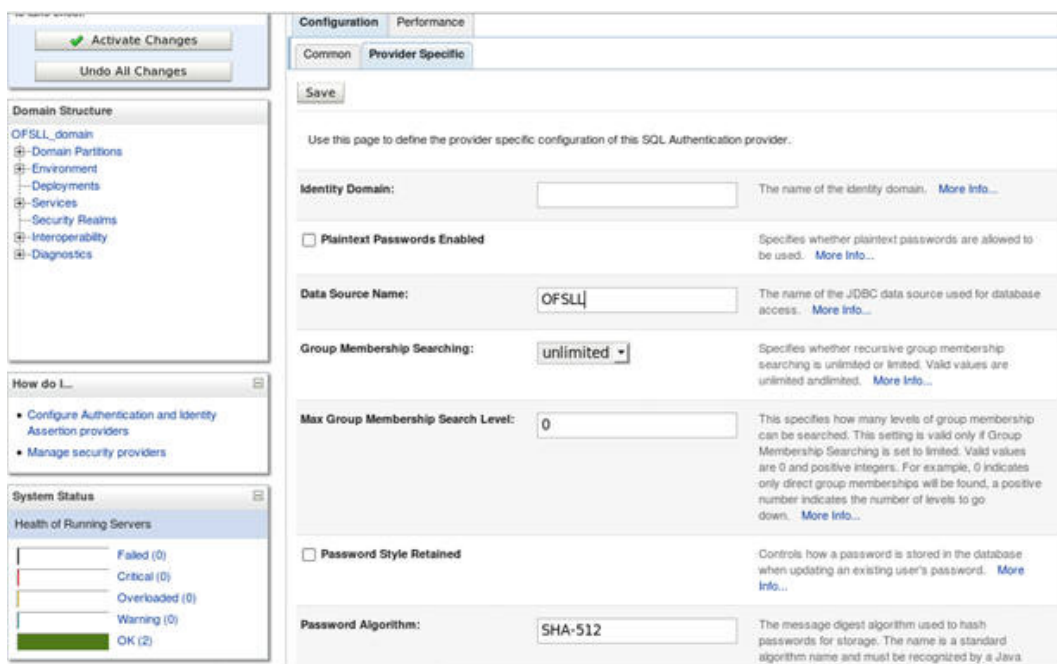 Activate Changes
Undo All Changes
Domain Structure
OFSLL_domain
Domain Partitions
Environment
Deployments
Services
Security Realms
Interoperability
Diagnostics
How do I...
Configure Authentication and Identity
Assertion providers
Manage security providers
System Status
Health of Running Servers
Failed (0)
Critical (0)
Overloaded (0)
Warning (0)
OK (2)
Configuration Performance
Common Provider Specific
Save
Use this page to define the provider specific configuration of this SQL Authentication provider.
Identity Domain:
The name of the identity domain. More Info...
Plaintext Passwords Enabled
Specifies whether plaintext passwords are allowed to
be used. More Info...
Data Source Name:
OFSLL
The name of the JDBC data source used for database
access. More Info...
Group Membership Searching:
unlimited
Specifies whether recursive group membership
searching is unlimited or limited. Valid values are
unlimited andlimited. More Info...
Max Group Membership Search Level:
0
This specifies how many levels of group membership
can be searched. This setting is valid only if Group
Membership Searching is set to limited. Valid values
are 0 and positive integers. For example, 0 indicates
only direct group memberships will be found, a positive
number indicates the number of levels to go
down. More Info...
Password Style Retained
Controls how a password is stored in the database
when updating an existing user's password. More
Info...
Password Algorithm:
SHA-512
The message digest algorithm used to hash
passwords for storage. The name is a standard
algorithm name and must be recognized by a Java